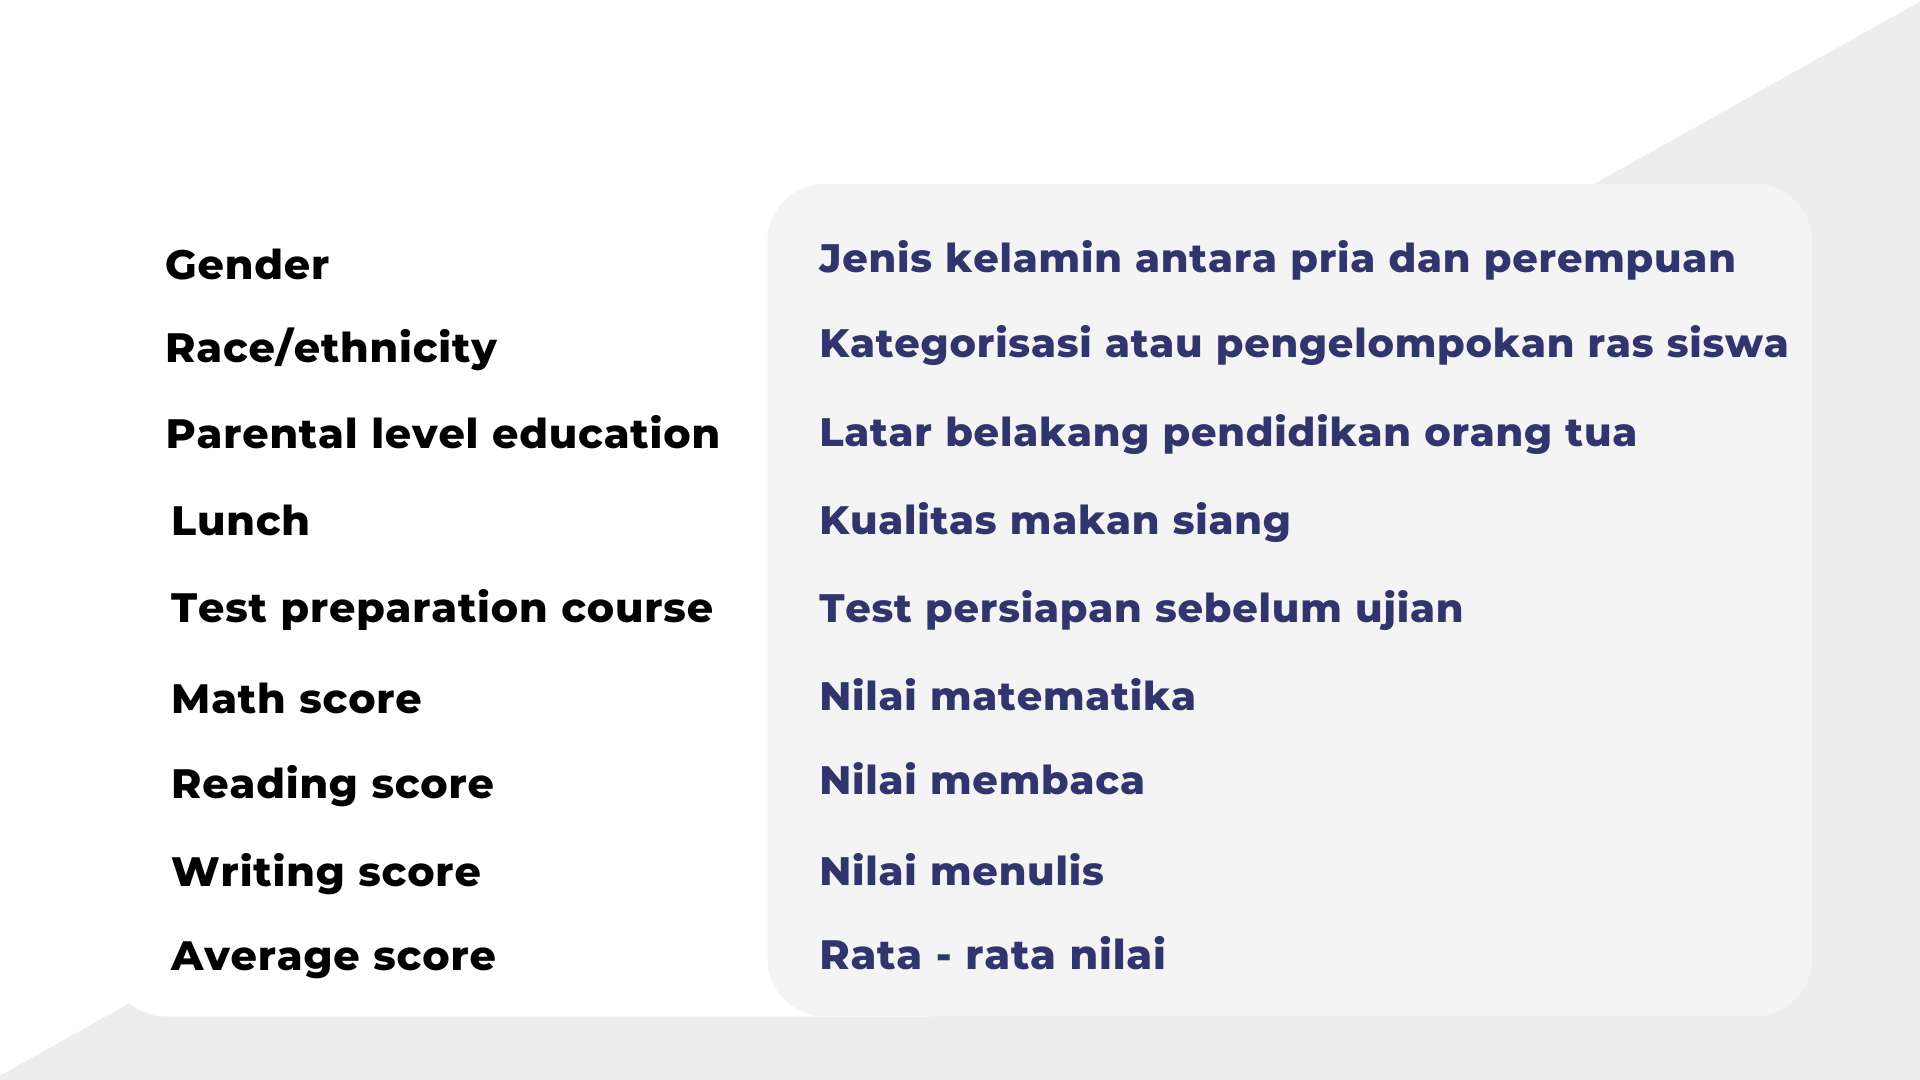 Gender
Jenis kelamin antara pria dan perempuan
Race/ethnicity
Kategorisasi atau pengelompokan ras siswa
Parental level education
Latar belakang pendidikan orang tua
Lunch
Kualitas makan siang
Test preparation course
Test persiapan sebelum ujian
Math score
Nilai matematika
Reading score
Nilai membaca
Writing score
Nilai menulis
Average score
Rata - rata nilai